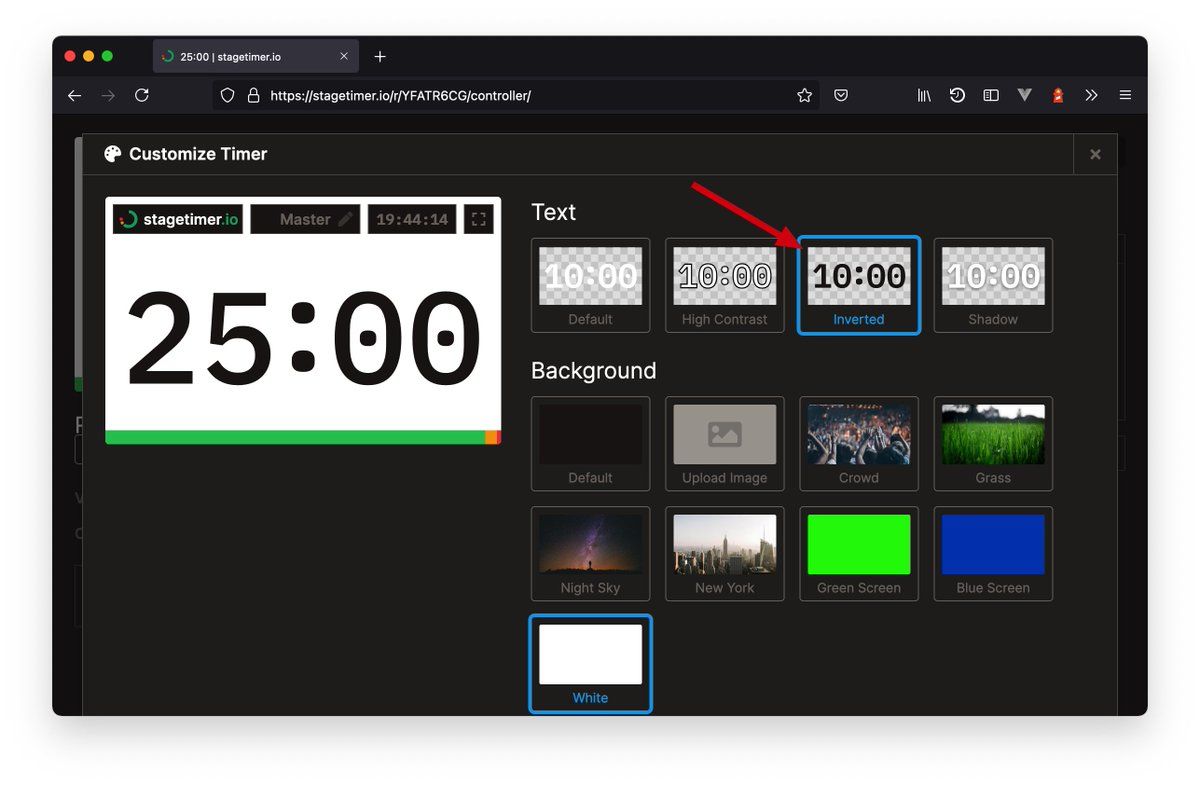 25:00 | stagetimer.io
https://stagetimer.io/r/YFATR6CG/controller/
Customize Timer
stagetimer.io
Master
19:44:14
25:00
Text
10:00
10:00
10:00
10:00
Default
High Contrast
Inverted
Shadow
Background
Default
Upload Image
Crowd
Grass
Night Sky
New York
Green Screen
Blue Screen
White